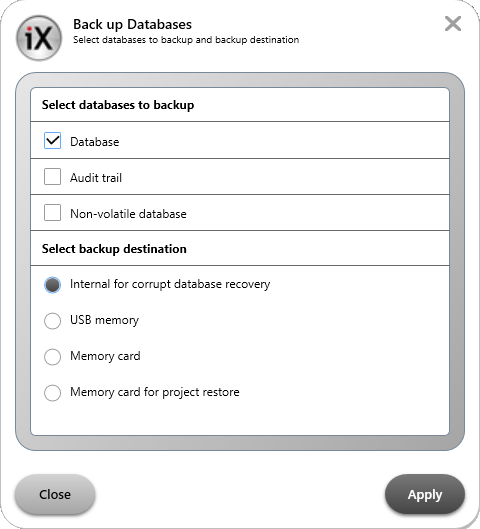 iX
Back up Databases
Select databases to backup and backup destination
Select databases to backup
Database
Audit trail
Non-volatile database
Select backup destination
Internal for corrupt database recovery
USB memory
Memory card
Memory card for project restore
Close
Apply